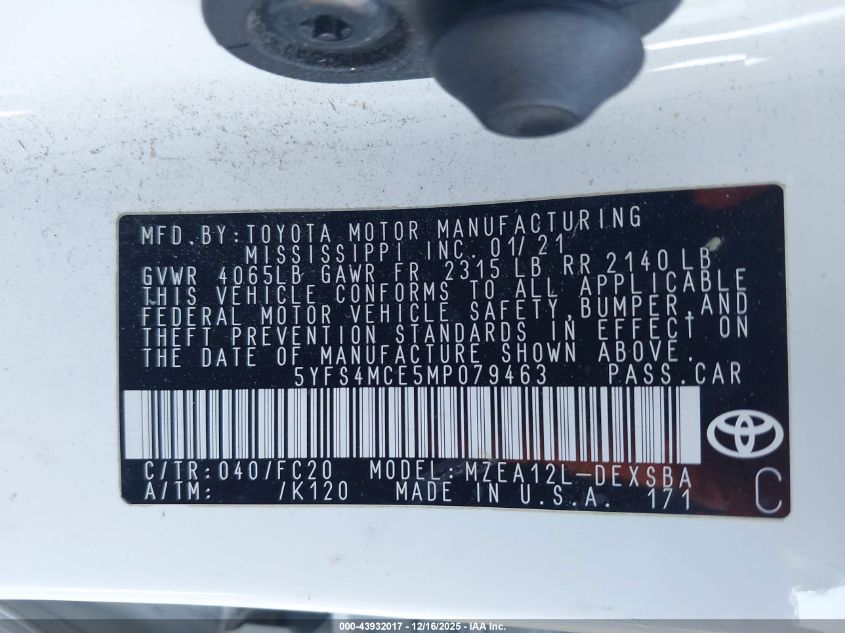 MFD.BY:TOYOTA MOTOR MANUFACTURING
MISSISSIPPI INC. 01/21
GVWR 4065LB GAWR FR 2315 LB RR 2140 LB
THIS VEHICLE CONFORMS TO ALL APPLICABLE
FEDERAL MOTOR VEHICLE SAFETY,BUMPER,AND
THEFT PREVENTION STANDARDS IN EFFECT ON
THE DATE OF MANUFACTURE SHOWN ABOVE.
5YFS4MCE5MP079463 PASS.CAR
C/TR:040/FC20 MODEL:MZEA12L-DEXSBA
A/TM: /K120 MADE IN U.S.A. 171
C
000-43932017 - 12/16/2025 - IAA Inc.